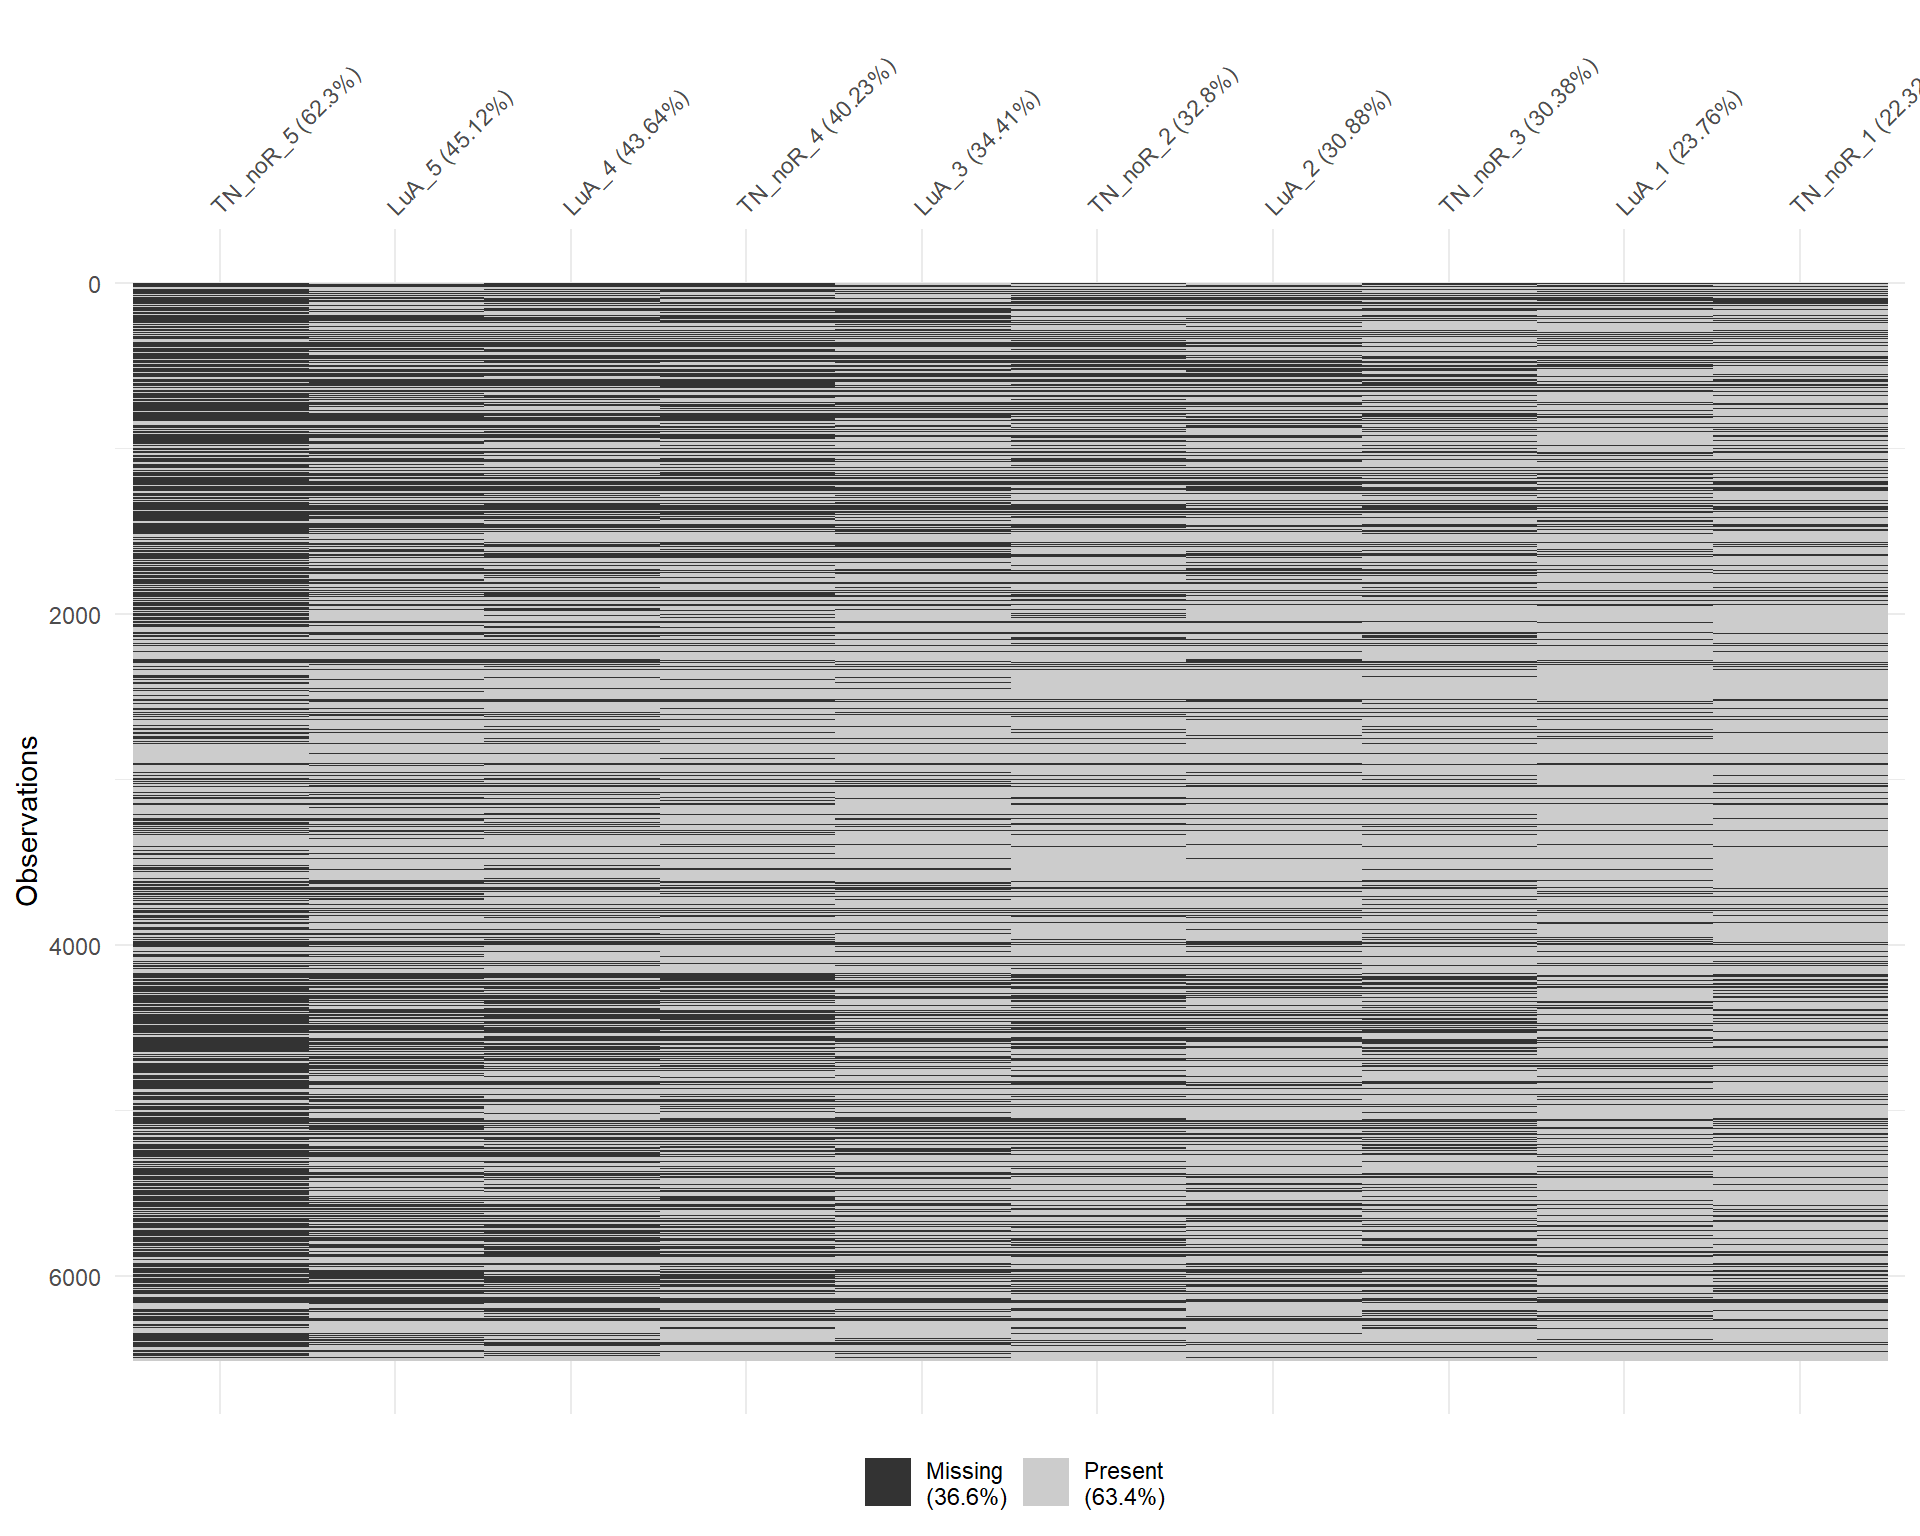 TN_noR_5 (62.3%)
LuA_5 (45.12%)
LuA_4 (43.64%)
TN_noR_4 (40.23%)
LuA_3 (34.41%)
TN_noR_2 (32.8%)
LuA_2 (30.88%)
TN_noR_3 (30.38%)
LuA_1 (23.76%)
TN_noR_1 (22.32
0
2000
4000
6000
Observations
Missing
(36.6%)
Present
(63.4%)